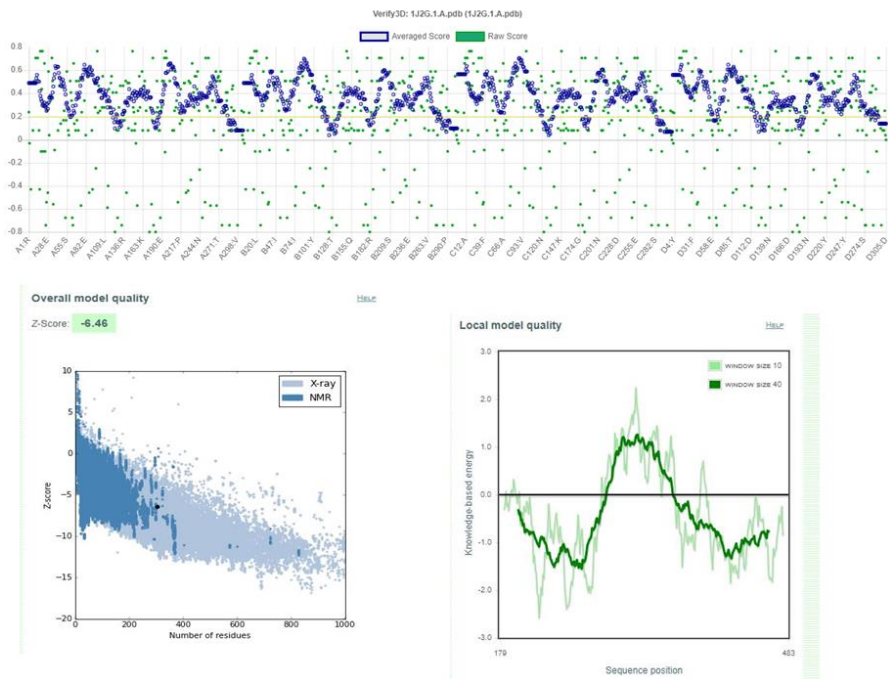 Verify3D: 1J2G.1.A.pdb (1J2G.1.A.pdb)
Averaged Score
Raw Score
0.8
0.6
0.4
0.2
0
-0.2
-0.4
-0.6
-0.8
A1:R A28:E A55:S A82:E A109:L A136:R A163:K A190:E A217:P A244:N A271:T A298:V B20:L B47:I B74:I B101:Y B128:T B155:Q B182:R B209:S B236:E B263:V B290:P C12:A C39:F C66:A C93:V C120:N C147:K C174:G C201:N C228:D C255:E C282:S D4:Y D31:F D58:E D85:T D112:D D139:N D166:D D193:N D220:Y D247:Y D274:S D305:D
Overall model quality
HELP
Z-Score: -6.46
X-ray
NMR
10
5
0
-5
-10
-15
-20
Z-score
0 200 400 600 800 1000
Number of residues
Local model quality
HELP
WINDOW SIZE 10
WINDOW SIZE 40
3.0
2.0
1.0
0.0
-1.0
-2.0
-3.0
Knowledge-based energy
179 483
Sequence position